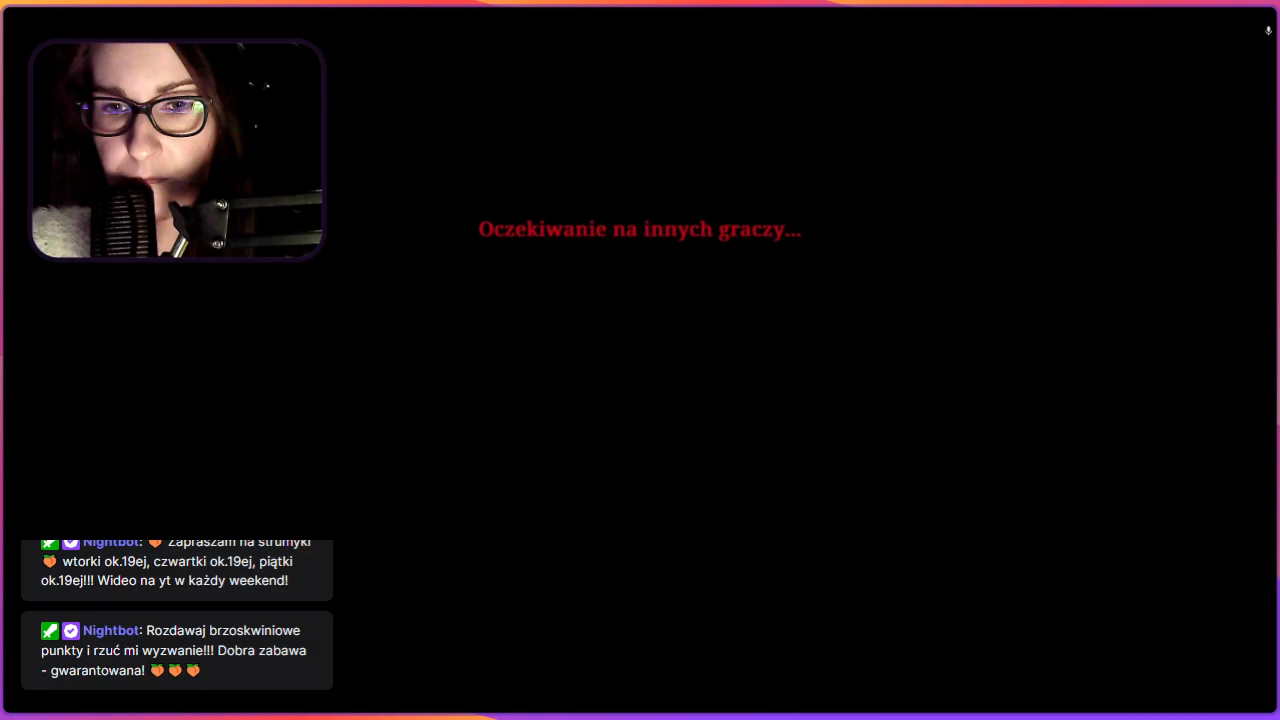 Oczekiwanie na innych graczy...
Nightbot: 🍑 Zapraszam na strumyki
🍑 wtorki ok.19ej, czwartki ok.19ej, piątki
ok.19ej!!! Wideo na yt w każdy weekend!
Nightbot: Rozdawaj brzoskwiniowe
punkty i rzuć mi wyzwanie!!! Dobra zabawa
- gwarantowana! 🍑🍑🍑